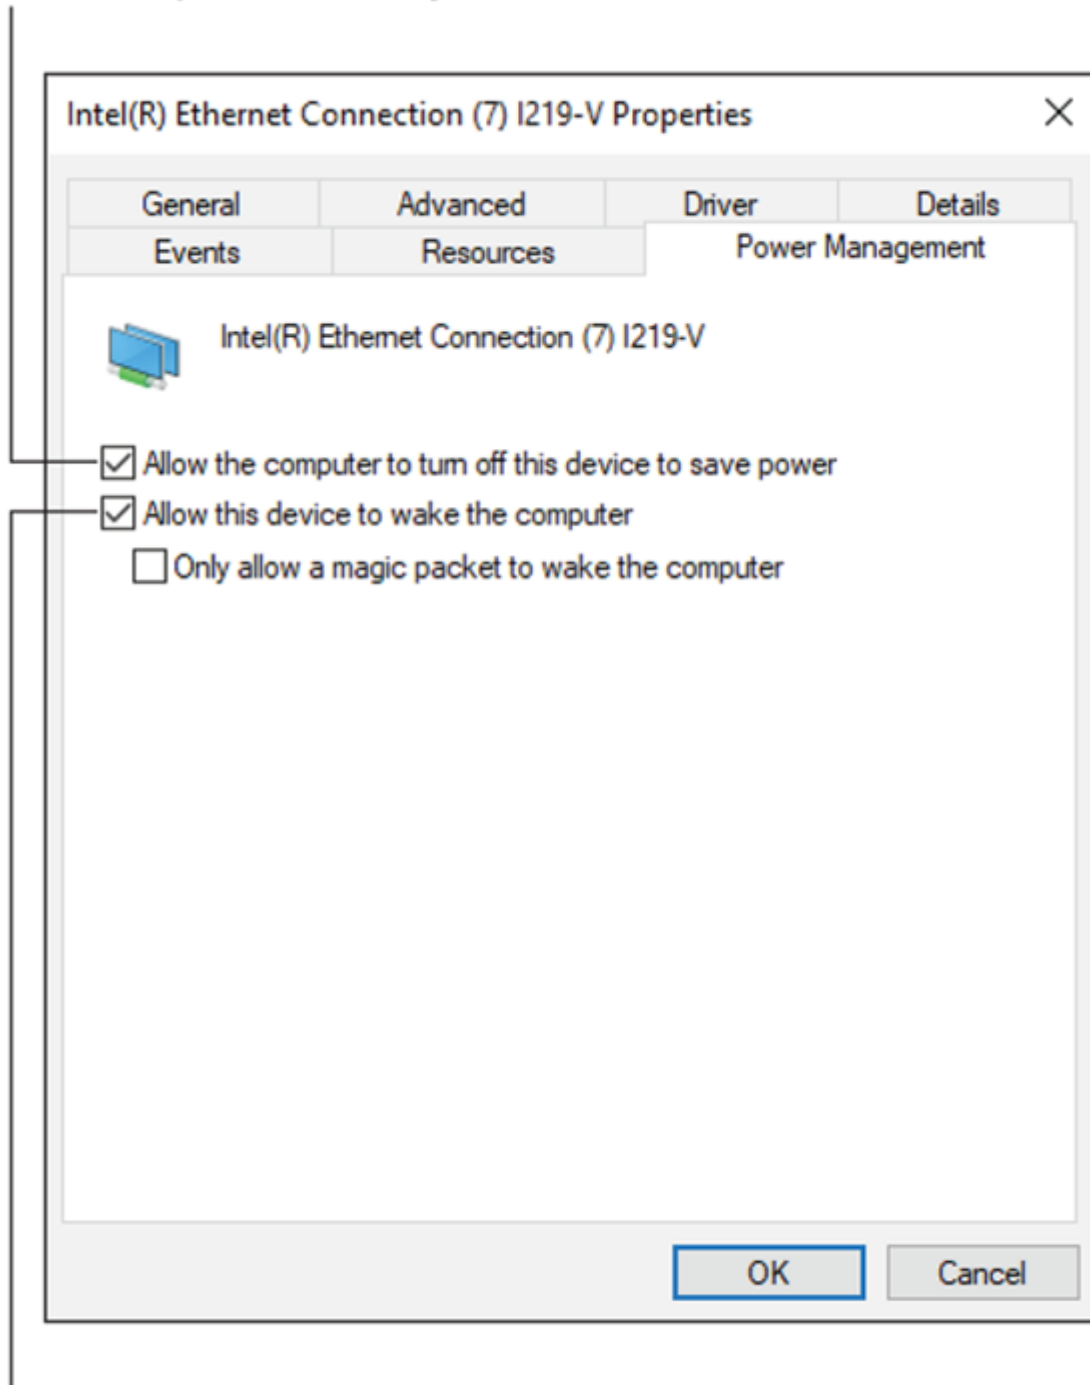 Intel(R) Ethernet Connection (7) I219-V Properties
General Advanced Driver Details
Events Resources Power Management
Intel(R) Ethernet Connection (7) I219-V
Allow the computer to turn off this device to save power
Allow this device to wake the computer
Only allow a magic packet to wake the computer
OK Cancel